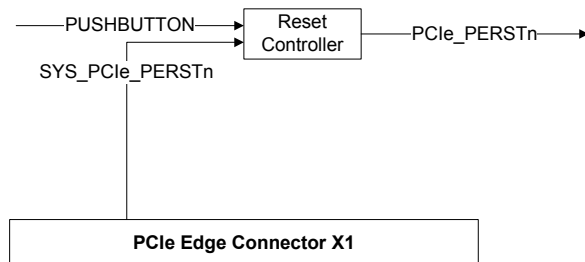 PUSHBUTTON
Reset
Controller
PCIe_PERSTn
SYS_PCIe_PERSTn
PCIe Edge Connector X1